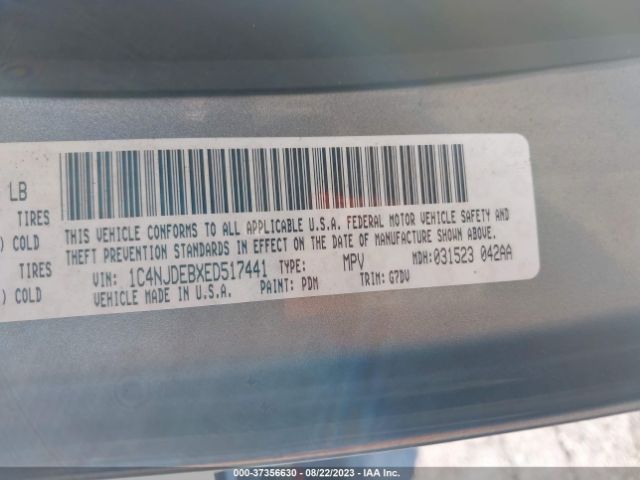 LB
TIRES
) COLD
TIRES
) COLD
THIS VEHICLE CONFORMS TO ALL APPLICABLE U.S.A. FEDERAL MOTOR VEHICLE SAFETY AND
THEFT PREVENTION STANDARDS IN EFFECT ON THE DATE OF MANUFACTURE SHOWN ABOVE.
VIN: 1C4NJDEBXED517441 TYPE: MPV MDH: 031523 042AA
VEHICLE MADE IN U.S.A. PAINT: PDM TRIM: G7DV
000-37356630 - 08/22/2023 - IAA Inc.